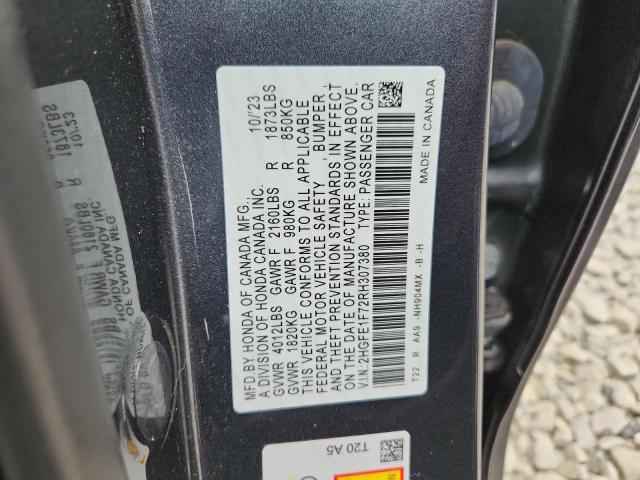 MFD.BY HONDA OF CANADA MFG., 10/'23
A DIVISION OF HONDA CANADA INC.
GVWR 4012LBS GAWR F 2160LBS R 1873LBS
GVWR 1820KG GAWR F 980KG R 850KG
THIS VEHICLE CONFORMS TO ALL APPLICABLE
FEDERAL MOTOR VEHICLE SAFETY BUMPER,
AND THEFT PREVENTION STANDARDS, IN EFFECT
ON THE DATE OF MANUFACTURE SHOWN ABOVE.
V.I.N.:2HGFE1F72RH307380 TYPE: PASSENGER CAR
T22 R AA9 -NH904MX -B -H
MADE IN CANADA
T20 A5